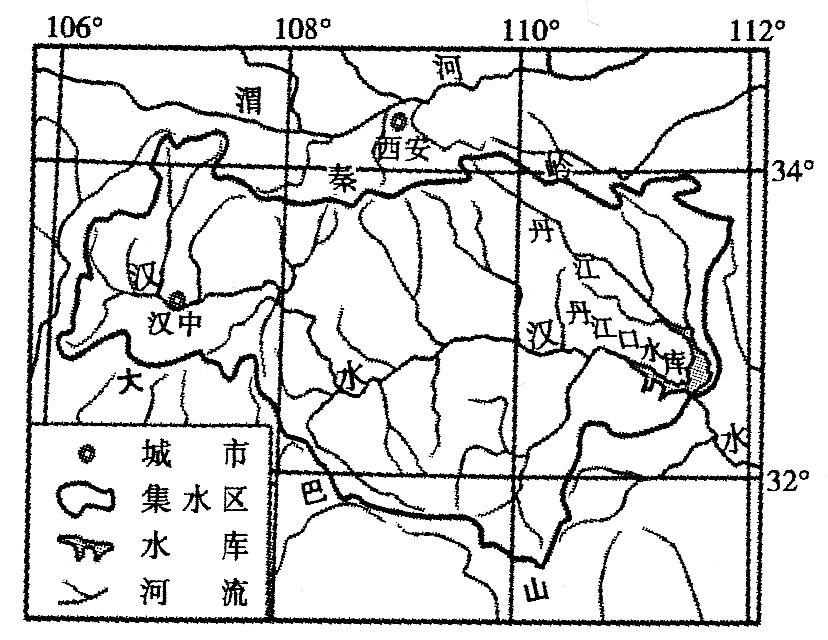 106° 108° 110° 112°
渭 河
西安
34°
秦 岭
丹 江
汉
汉中
丹江口水库
汉 水
大
水
32°
巴
山
城 市
集水区
水 库
河 流